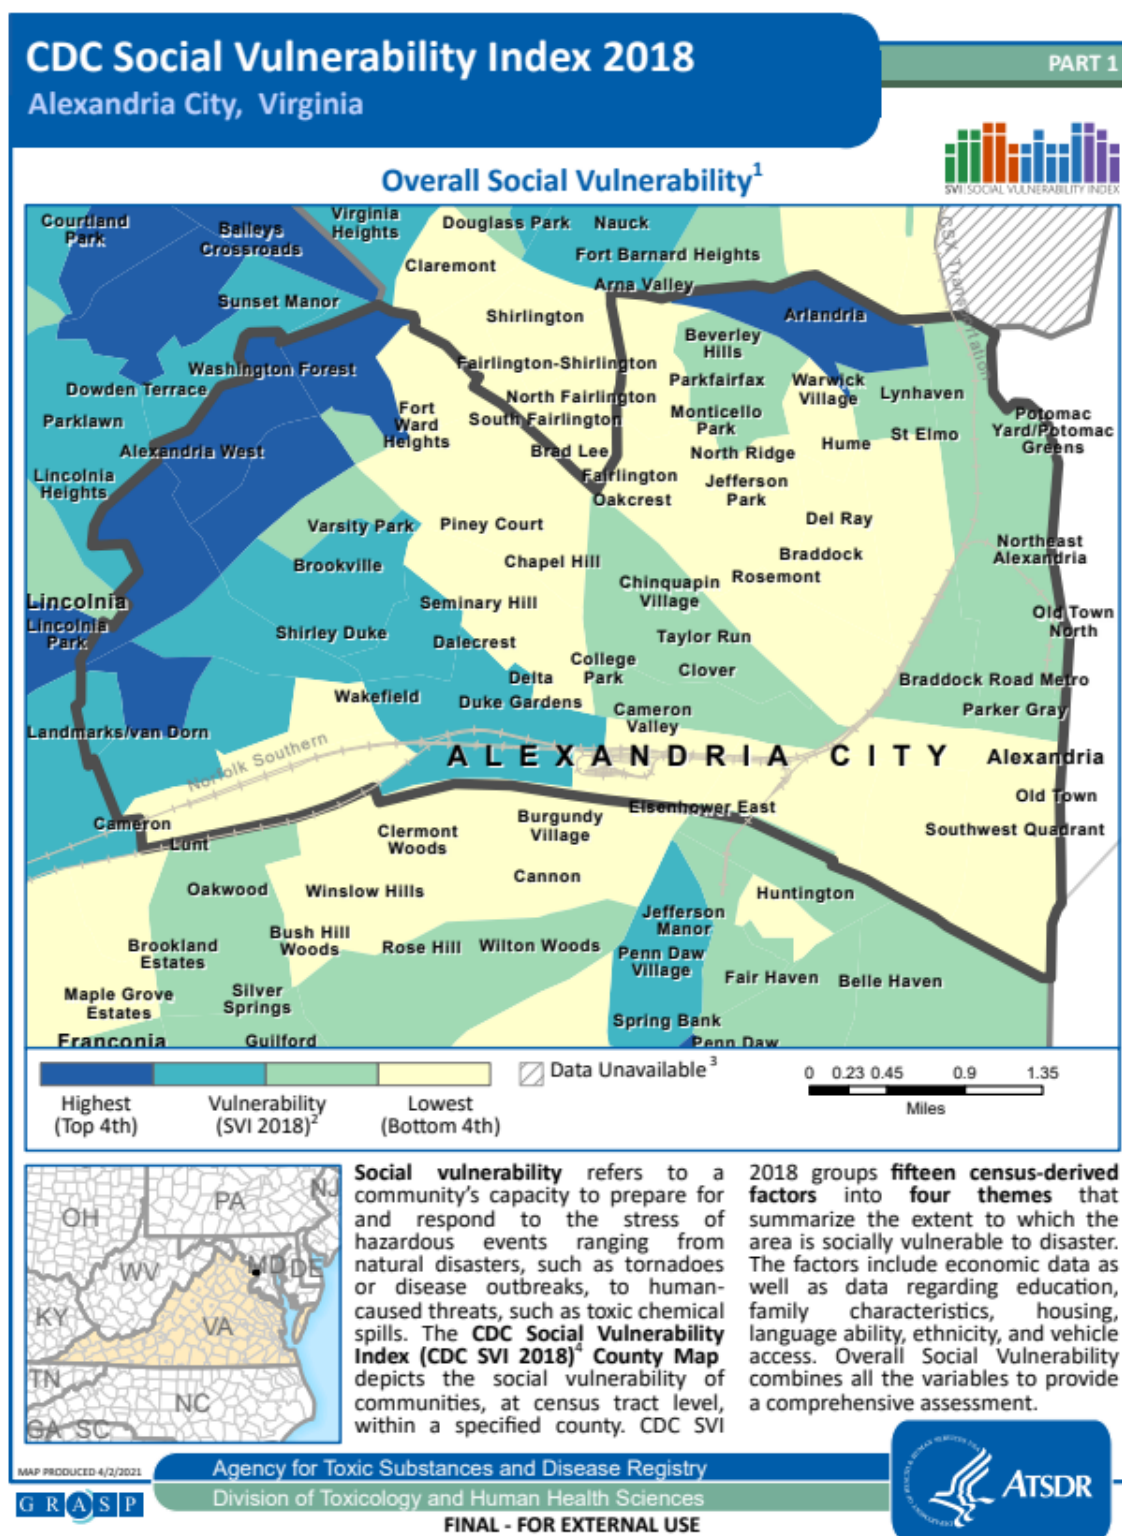 CDC Social Vulnerability Index 2018
PART 1
Alexandria City, Virginia
SVI | SOCIAL VULNERABILITY INDEX
Overall Social Vulnerability1
Courtland
Park
Baileys
Crossroads
Virginia
Heights
Douglass Park
Nauck
Fort Barnard Heights
Claremont
Arna Valley
CSX Transportation
Sunset Manor
Shirlington
Arlandria
Beverley
Hills
Washington Forest
Fairlington-Shirlington
Dowden Terrace
North Fairlington
Parkfairfax
Warwick
Village
Lynhaven
Parklawn
Fort
Ward
Heights
South Fairlington
Monticello
Park
Potomac
Yard/Potomac
Greens
St Elmo
Hume
Alexandria West
Brad Lee
North Ridge
Lincolnia
Heights
Fairlington
Oakcrest
Jefferson
Park
Varsity Park
Piney Court
Del Ray
Northeast
Alexandria
Brookville
Chapel Hill
Braddock
Chinquapin
Village
Rosemont
Lincolnia
Lincolnia
Park
Seminary Hill
Old Town
North
Shirley Duke
Dalecrest
Taylor Run
College
Park
Clover
Delta
Braddock Road Metro
Wakefield
Duke Gardens
Cameron
Valley
Parker Gray
Landmarks/van Dorn
Norfolk Southern
ALEXANDRIA CITY
Alexandria
Old Town
Eisenhower East
Cameron
Lunt
Clermont
Woods
Burgundy
Village
Southwest Quadrant
Oakwood
Winslow Hills
Cannon
Huntington
Jefferson
Manor
Brookland
Estates
Bush Hill
Woods
Rose Hill
Wilton Woods
Penn Daw
Village
Fair Haven
Belle Haven
Maple Grove
Estates
Silver
Springs
Spring Bank
Franconia
Guilford
Penn Daw
Highest
(Top 4th)
Vulnerability
(SVI 2018)2
Lowest
(Bottom 4th)
Data Unavailable3
0 0.23 0.45 0.9 1.35
Miles
OH
PA
NJ
WV
MD
DE
KY
VA
TN
NC
GA
SC
Social vulnerability refers to a
community's capacity to prepare for
and respond to the stress of
hazardous events ranging from
natural disasters, such as tornadoes
or disease outbreaks, to human-
caused threats, such as toxic chemical
spills. The CDC Social Vulnerability
Index (CDC SVI 2018)4 County Map
depicts the social vulnerability of
communities, at census tract level,
within a specified county. CDC SVI
2018 groups fifteen census-derived
factors into four themes that
summarize the extent to which the
area is socially vulnerable to disaster.
The factors include economic data as
well as data regarding education,
family characteristics, housing,
language ability, ethnicity, and vehicle
access. Overall Social Vulnerability
combines all the variables to provide
a comprehensive assessment.
MAP PRODUCED 4/2/2021
GRASP
Agency for Toxic Substances and Disease Registry
Division of Toxicology and Human Health Sciences
FINAL - FOR EXTERNAL USE
ATSDR